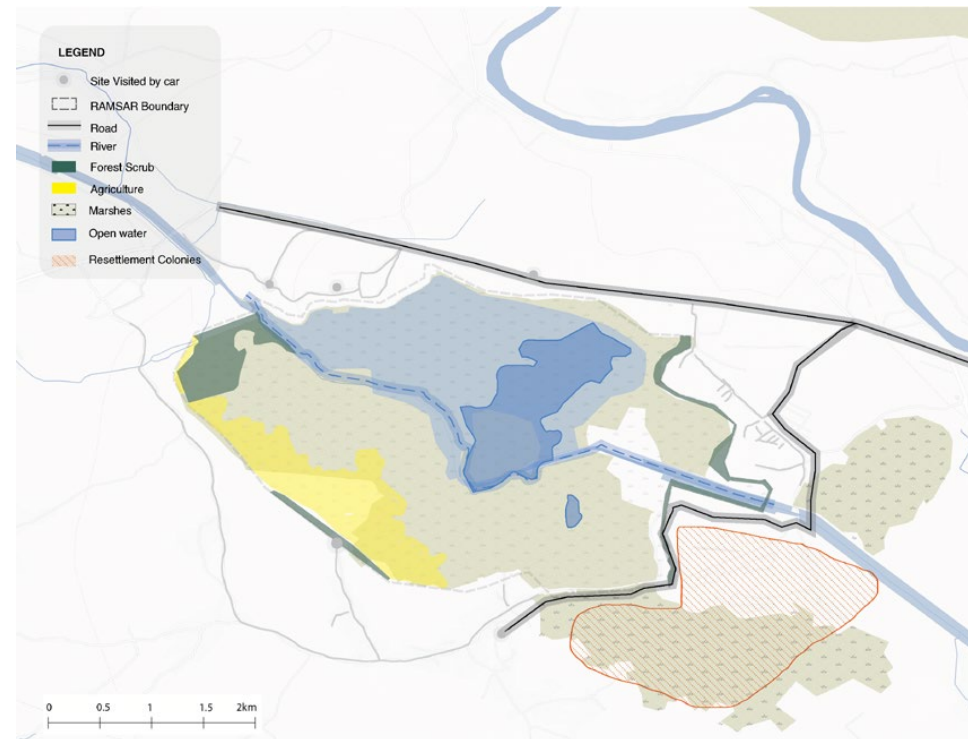 LEGEND
Site Visited by car
RAMSAR Boundary
Road
River
Forest Scrub
Agriculture
Marshes
Open water
Resettlement Colonies
0 0.5 1 1.5 2km